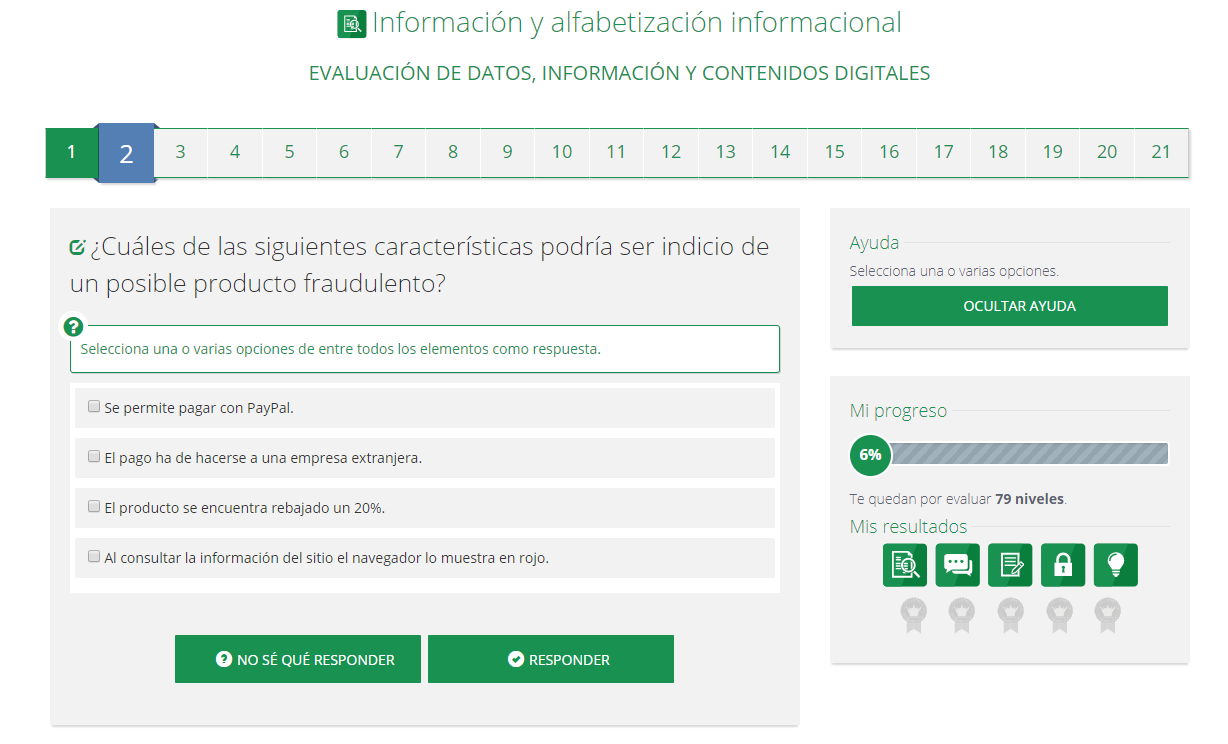 Información y alfabetización informacional
EVALUACIÓN DE DATOS, INFORMACIÓN Y CONTENIDOS DIGITALES
1 2 3 4 5 6 7 8 9 10 11 12 13 14 15 16 17 18 19 20 21
¿Cuáles de las siguientes características podría ser indicio de
un posible producto fraudulento?
Selecciona una o varias opciones de entre todos los elementos como respuesta.
Se permite pagar con PayPal.
El pago ha de hacerse a una empresa extranjera.
El producto se encuentra rebajado un 20%.
Al consultar la información del sitio el navegador lo muestra en rojo.
NO SÉ QUÉ RESPONDER
RESPONDER
Ayuda
Selecciona una o varias opciones.
OCULTAR AYUDA
Mi progreso
6%
Te quedan por evaluar 79 niveles.
Mis resultados